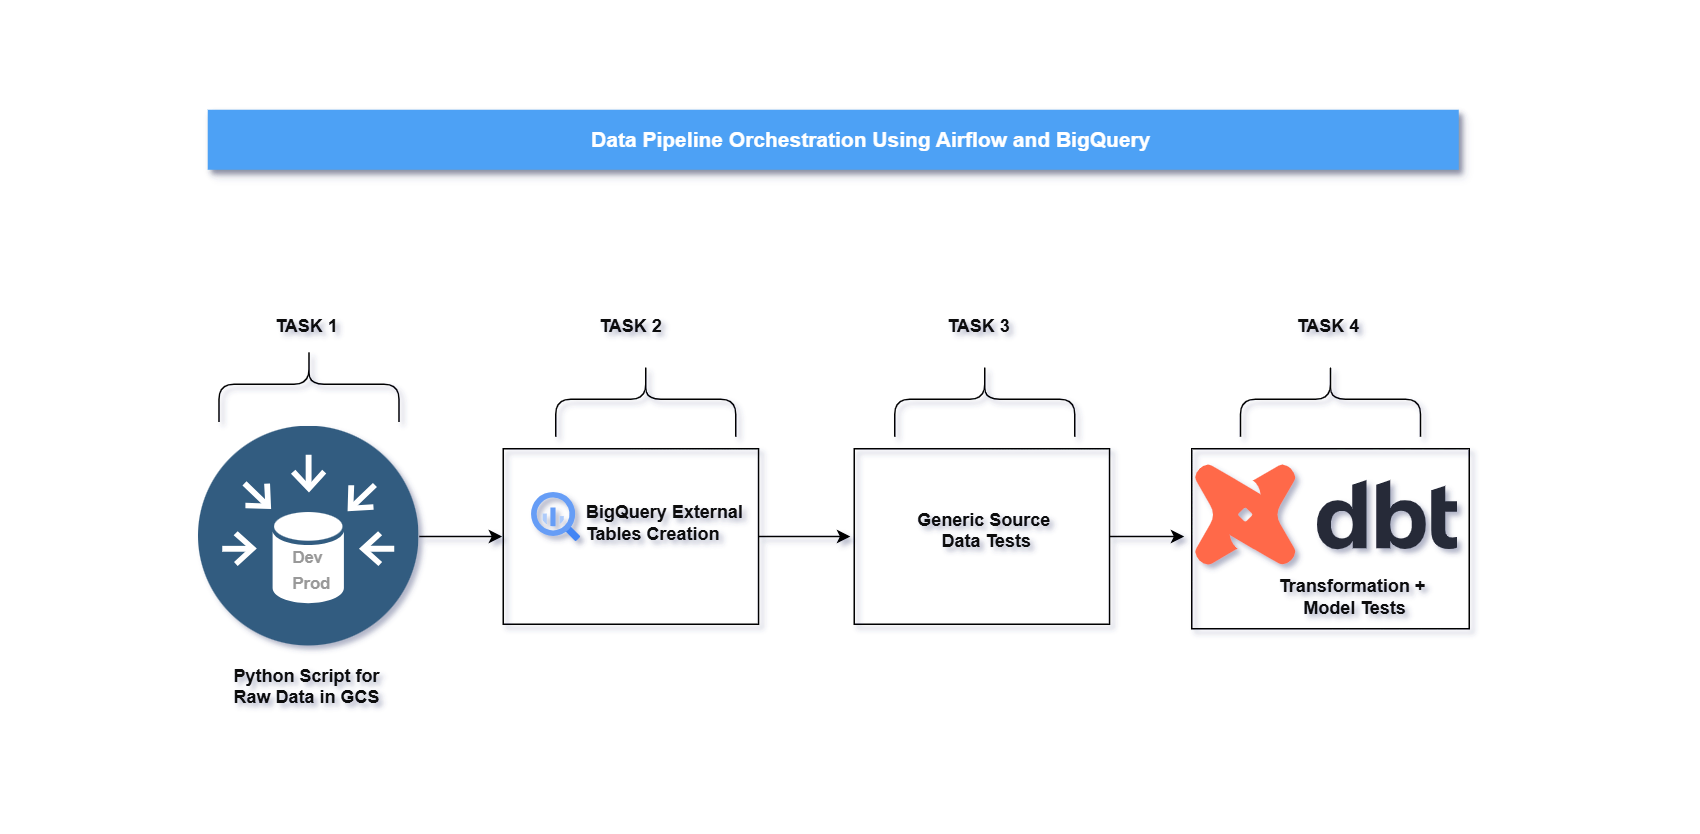 Data Pipeline Orchestration Using Airflow and BigQuery
TASK 1
TASK 2
TASK 3
TASK 4
Dev
Prod
Python Script for
Raw Data in GCS
BigQuery External
Tables Creation
Generic Source
Data Tests
dbt
Transformation +
Model Tests